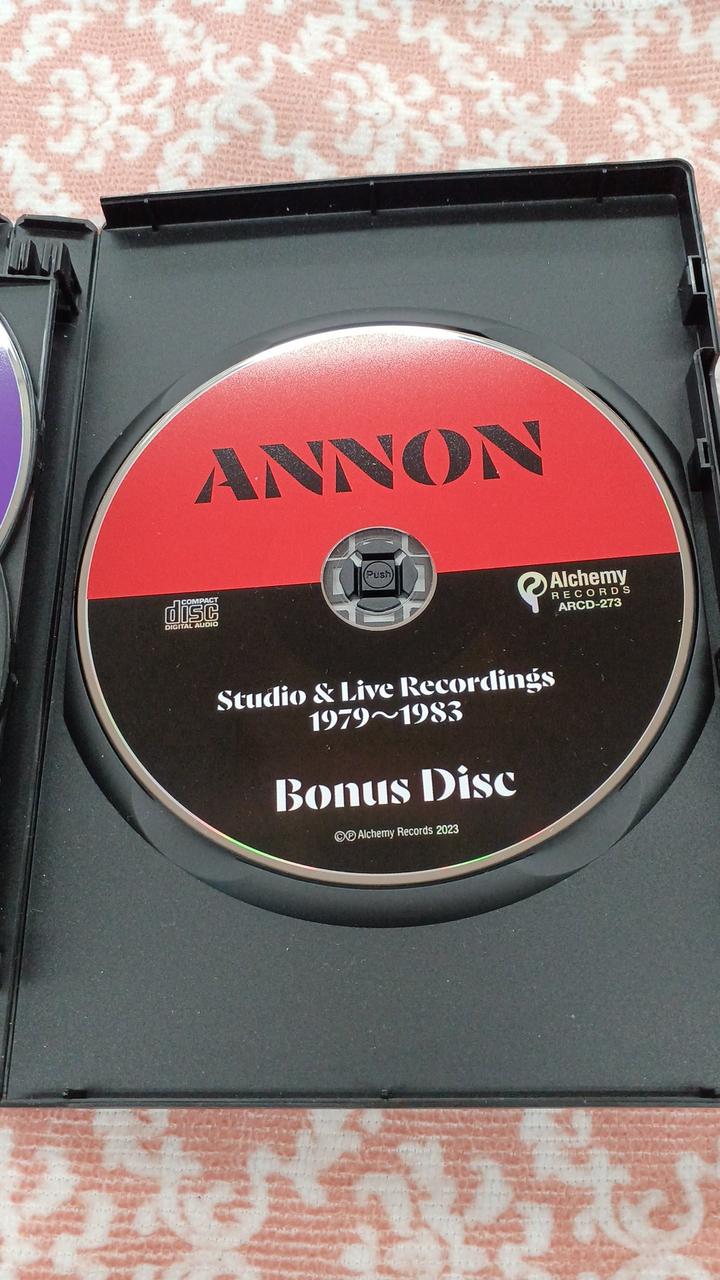 ANNON
Push
COMPACT
disc
DIGITAL AUDIO
Alchemy
RECORDS
ARCD-273
Studio & Live Recordings
1979～1983
Bonus Disc
©℗ Alchemy Records 2023